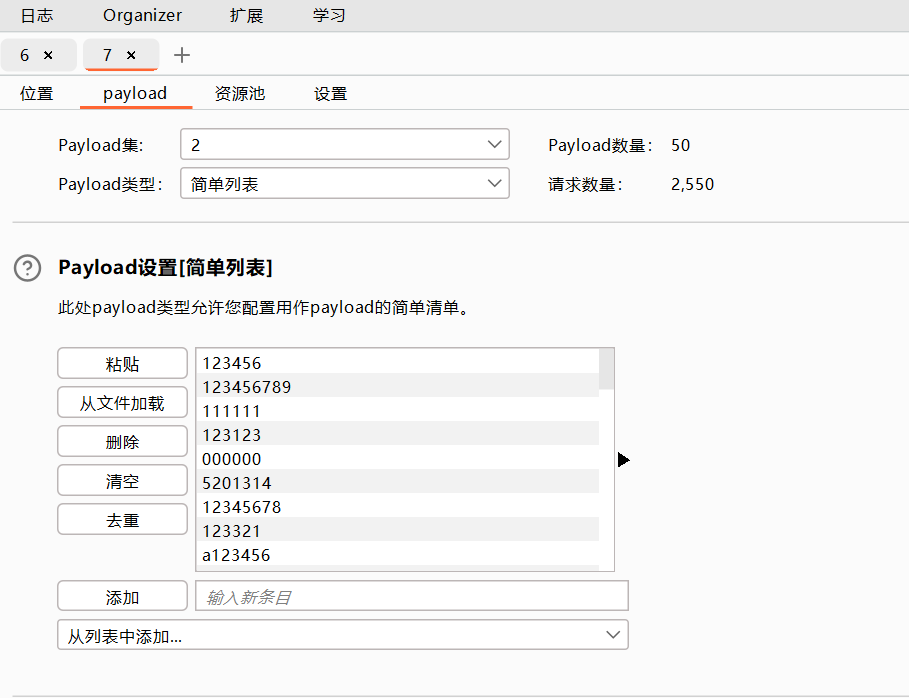 日志 Organizer 扩展 学习
6 × 7 × +
位置 payload 资源池 设置
Payload集: 2 Payload数量: 50
Payload类型: 简单列表 请求数量: 2,550
? Payload设置[简单列表]
此处payload类型允许您配置用作payload的简单清单。
粘贴
从文件加载
删除
清空
去重
123456
123456789
111111
123123
000000
5201314
12345678
123321
a123456
添加 输入新条目
从列表中添加...